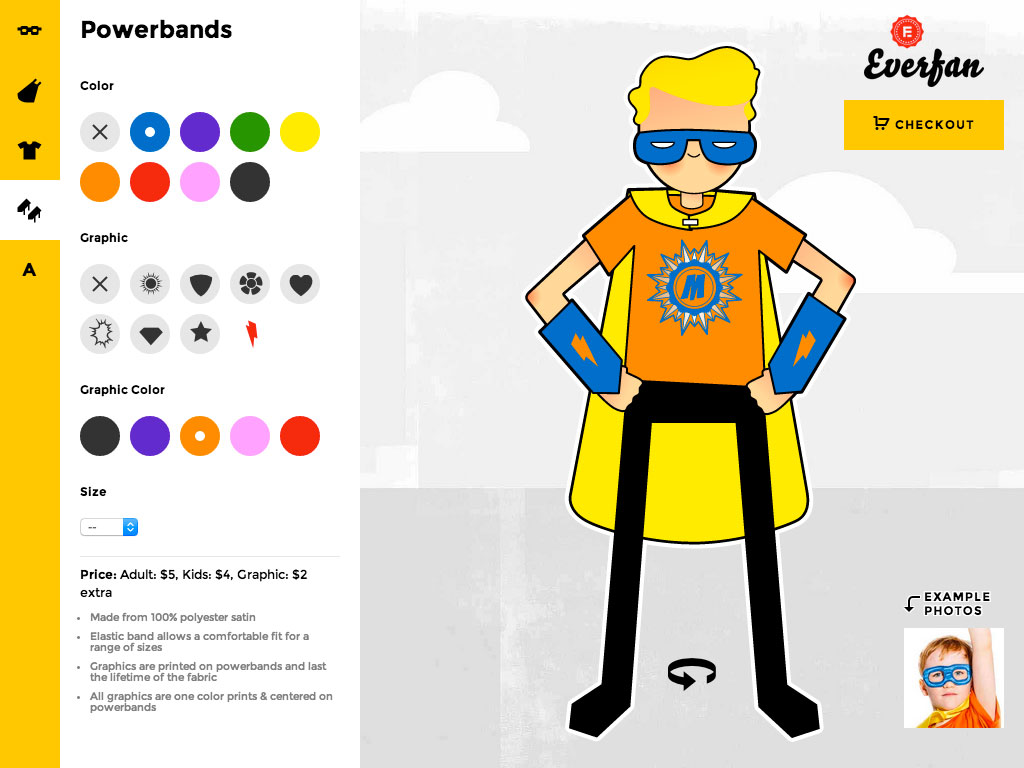 Powerbands
Color
Graphic
Graphic Color
Size
--
Price: Adult: $5, Kids: $4, Graphic: $2
extra
Made from 100% polyester satin
Elastic band allows a comfortable fit for a
range of sizes
Graphics are printed on powerbands and last
the lifetime of the fabric
All graphics are one color prints & centered on
powerbands
A
M
E
Everfan
CHECKOUT
EXAMPLE
PHOTOS